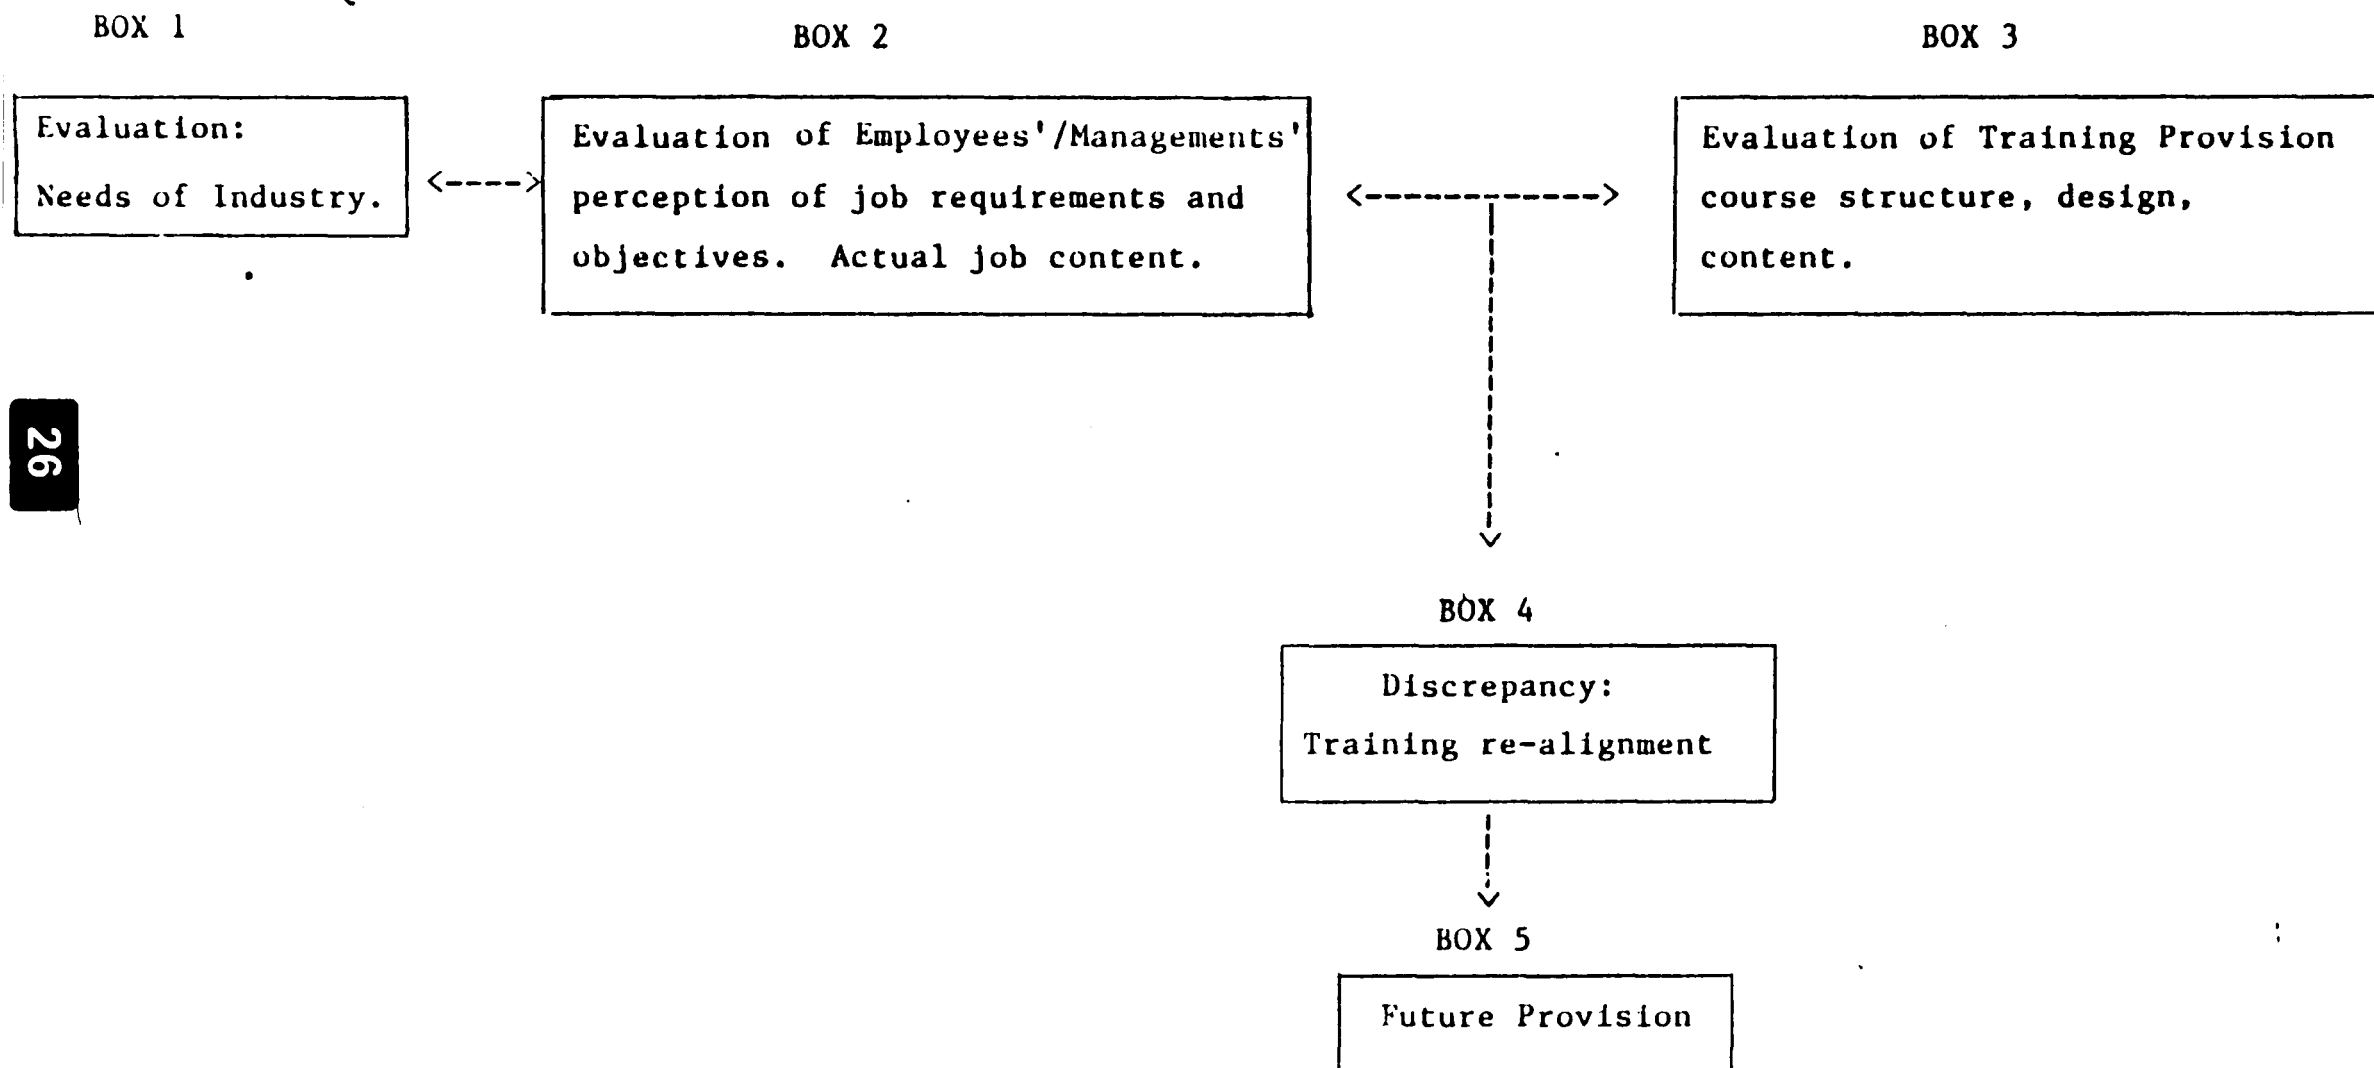 BOX 1
Evaluation:
Needs of Industry.
BOX 2
Evaluation of Employees'/Managements'
perception of job requirements and
objectives. Actual job content.
BOX 3
Evaluation of Training Provision
course structure, design,
content.
26
BOX 4
Discrepancy:
Training re-alignment
BOX 5
Future Provision